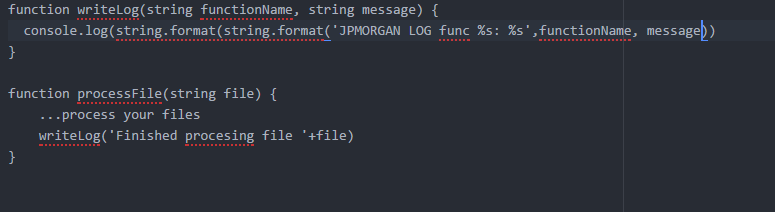 function writeLog(string functionName, string message) {
  console.log(string.format(string.format('JPMORGAN LOG func %s: %s',functionName, message))
}
function processFile(string file) {
    ...process your files
    writeLog('Finished procesing file '+file)
}